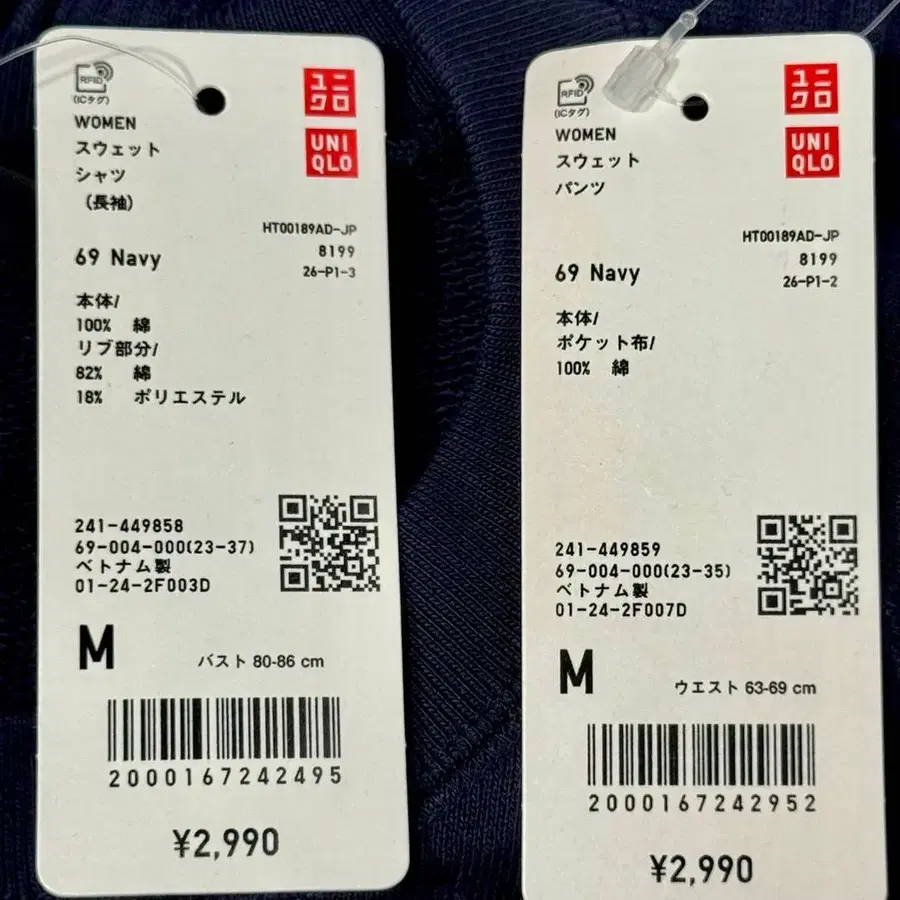 RFID
(ICタグ)
ユニ
クロ
UNI
QLO
WOMEN
スウェット
シャツ
(長袖)
HT00189AD-JP
8199
26-P1-3
69 Navy
本体/
100% 綿
リブ部分/
82% 綿
18% ポリエステル
241-449858
69-004-000(23-37)
ベトナム製
01-24-2F003D
M
バスト 80-86 cm
2000167242495
¥2,990
RFID
(ICタグ)
ユニ
クロ
UNI
QLO
WOMEN
スウェット
パンツ
HT00189AD-JP
8199
26-P1-2
69 Navy
本体/
ポケット布/
100% 綿
241-449859
69-004-000(23-35)
ベトナム製
01-24-2F007D
M
ウエスト 63-69 cm
2000167242952
¥2,990